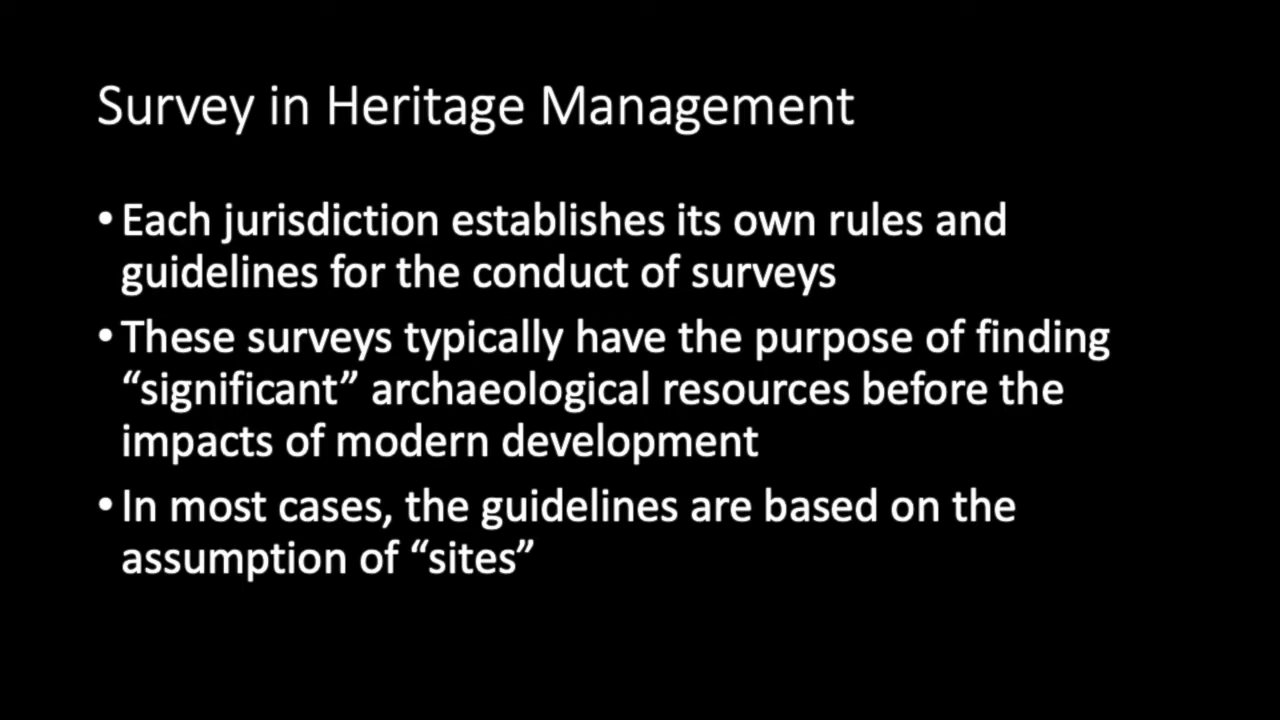 Survey in Heritage Management
• Each jurisdiction establishes its own rules and
guidelines for the conduct of surveys
• These surveys typically have the purpose of finding
“significant” archaeological resources before the
impacts of modern development
• In most cases, the guidelines are based on the
assumption of “sites”